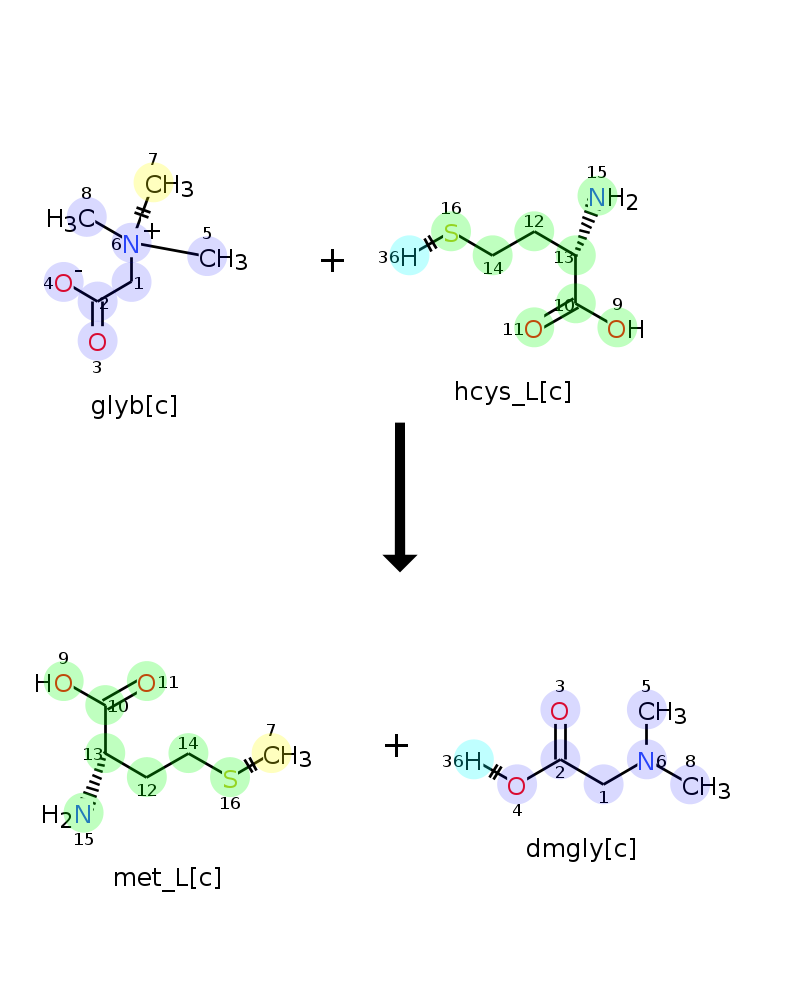 7
CH3
8
H3C
+
6 N
5
CH3
4 O -
2
1
O
3
glyb[c]
+
15
NH2
16
S
12
36 H
14
13
10
9
11 O
OH
hcys_L[c]
9
HO
O 11
10
13
14
7
CH3
12
S
16
H2N
15
met_L[c]
+
3
O
5
CH3
36 H
2
N 6
8
CH3
O
4
1
dmgly[c]